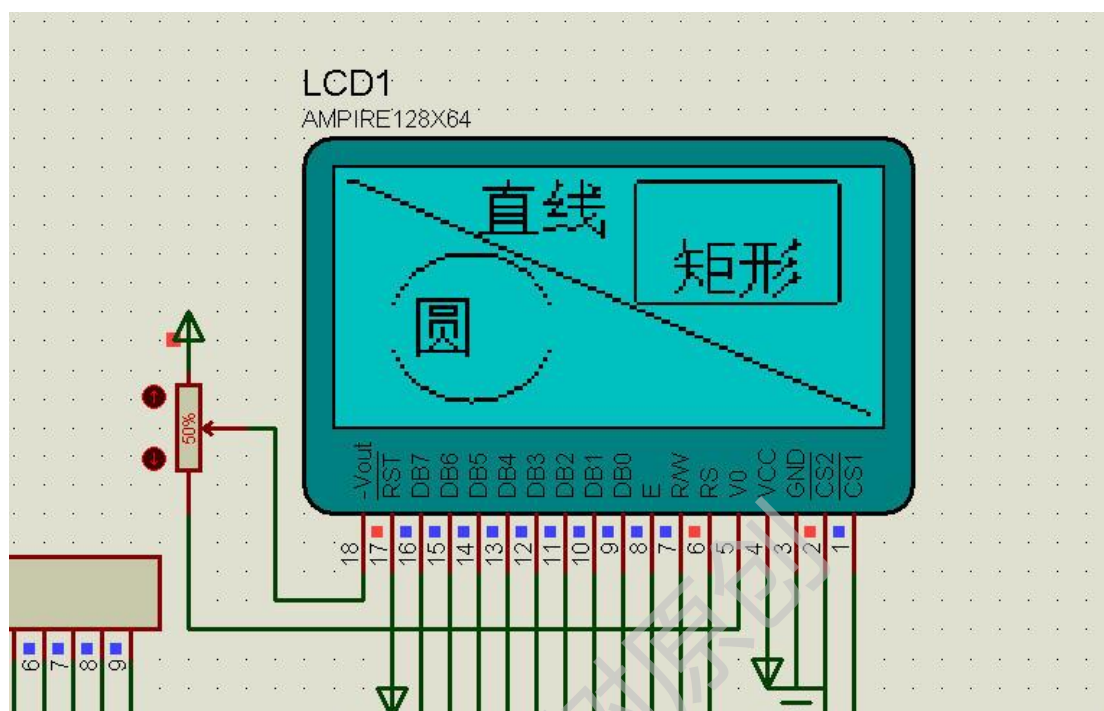 LCD1
AMPIRE128X64
直线
矩形
圆
50%
-Vout
RST
DB7
DB6
DB5
DB4
DB3
DB2
DB1
DB0
E
R/W
RS
V0
VCC
GND
CS2
CS1
18
17
16
15
14
13
12
11
10
9
8
7
6
5
4
3
2
1
6
7
8
9
原创